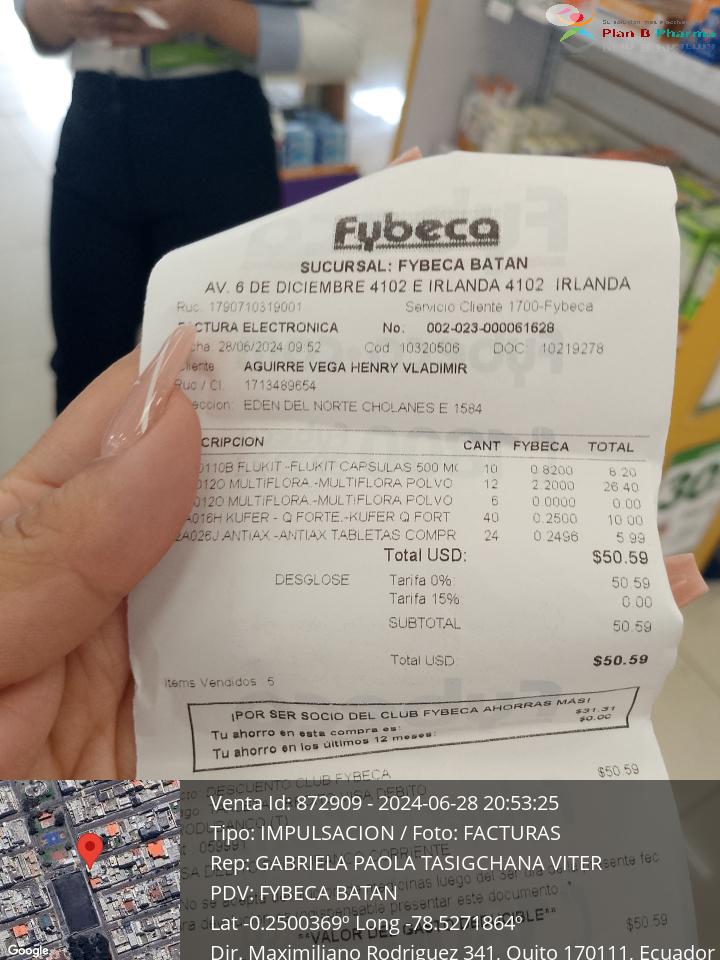 Plan B Pharma
Fybeca
SUCURSAL: FYBECA BATAN
AV. 6 DE DICIEMBRE 4102 E IRLANDA 4102 IRLANDA
Ruc: 1790710319001 Servicio Cliente 1700-Fybeca
FACTURA ELECTRONICA No. 002-023-000061628
cha: 28/06/2024 09:52 Cod 10320506 DOC: 10219278
liente AGUIRRE VEGA HENRY VLADIMIR
Ruc / CI. 1713489654
eccion: EDEN DEL NORTE CHOLANES E 1584
CRIPCION CANT FYBECA TOTAL
0110B FLUKIT -FLUKIT CAPSULAS 500 MG 10 0.8200 8.20
012O MULTIFLORA.-MULTIFLORA POLVO 12 2.2000 26.40
012O MULTIFLORA.-MULTIFLORA POLVO 6 0.0000 0.00
A016H KUFER - Q FORTE.-KUFER Q FORT 40 0.2500 10.00
2A026J ANTIAX -ANTIAX TABLETAS COMPR 24 0.2496 5.99
Total USD: $50.59
DESGLOSE Tarifa 0% 50.59
Tarifa 15% 0.00
SUBTOTAL 50.59
Total USD $50.59
Items Vendidos 5
¡POR SER SOCIO DEL CLUB FYBECA AHORRAS MAS!
Tu ahorro en esta compra es: $31.31
Tu ahorro en los últimos 12 meses: $0.00
DESCUENTO CLUB FYBECA $50.59
Venta Id: 872909 - 2024-06-28 20:53:25
Tipo: IMPULSACION / Foto: FACTURAS
Rep: GABRIELA PAOLA TASIGCHANA VITER
PDV: FYBECA BATAN
Lat -0.2500369º Long -78.5271864º
Dir. Maximiliano Rodriguez 341, Quito 170111, Ecuador
$50.59
Google